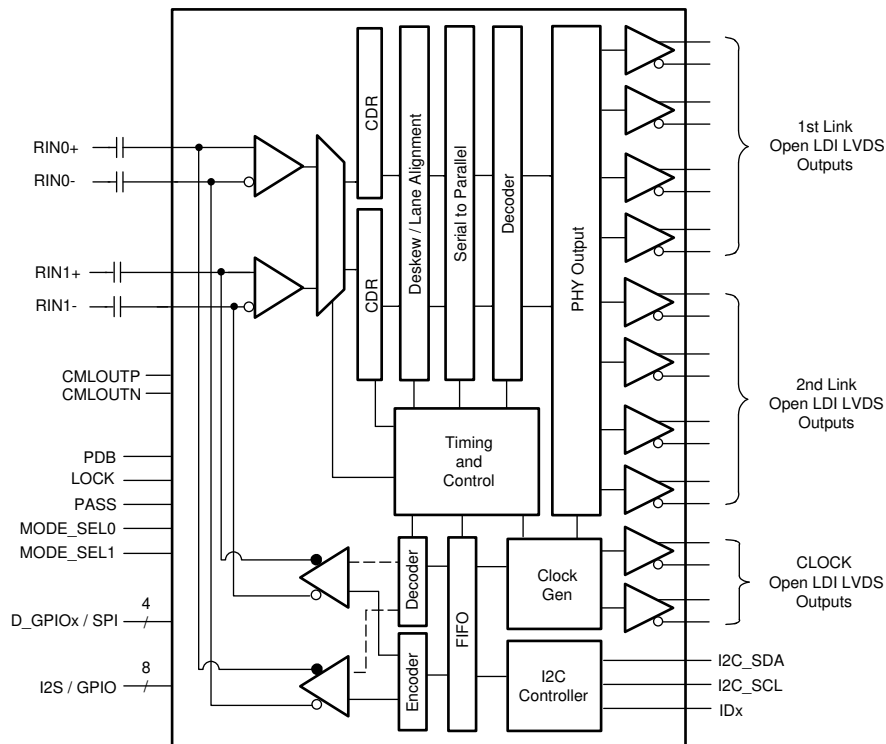 RIN0+
RIN0-
RIN1+
RIN1-
CMLOUTP
CMLOUTN
PDB
LOCK
PASS
MODE_SEL0
MODE_SEL1
4
D_GPIOx / SPI
8
I2S / GPIO
CDR
CDR
Deskew / Lane Alignment
Serial to Parallel
Decoder
PHY Output
Timing
and
Control
Decoder
Encoder
FIFO
Clock
Gen
I2C
Controller
1st Link
Open LDI LVDS
Outputs
2nd Link
Open LDI LVDS
Outputs
CLOCK
Open LDI LVDS
Outputs
I2C_SDA
I2C_SCL
IDx